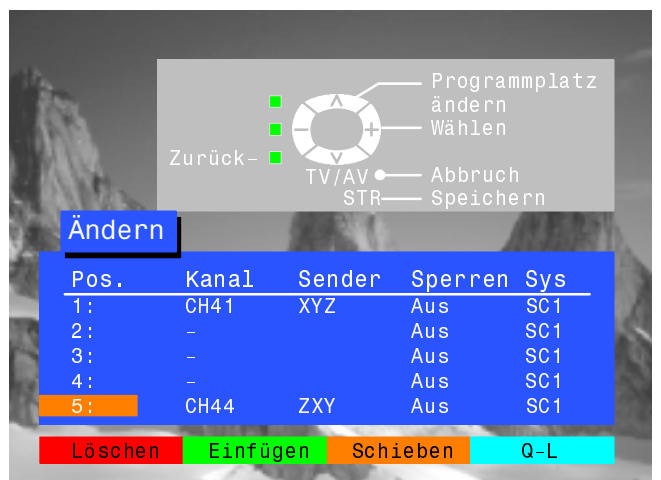 Programmplatz
ändern
Wählen
Zurück–
TV/AV Abbruch
STR Speichern
Ändern
Pos. Kanal Sender Sperren Sys
1: CH41 XYZ Aus SC1
2: – Aus SC1
3: – Aus SC1
4: – Aus SC1
5: CH44 ZXY Aus SC1
Löschen Einfügen Schieben Q–L